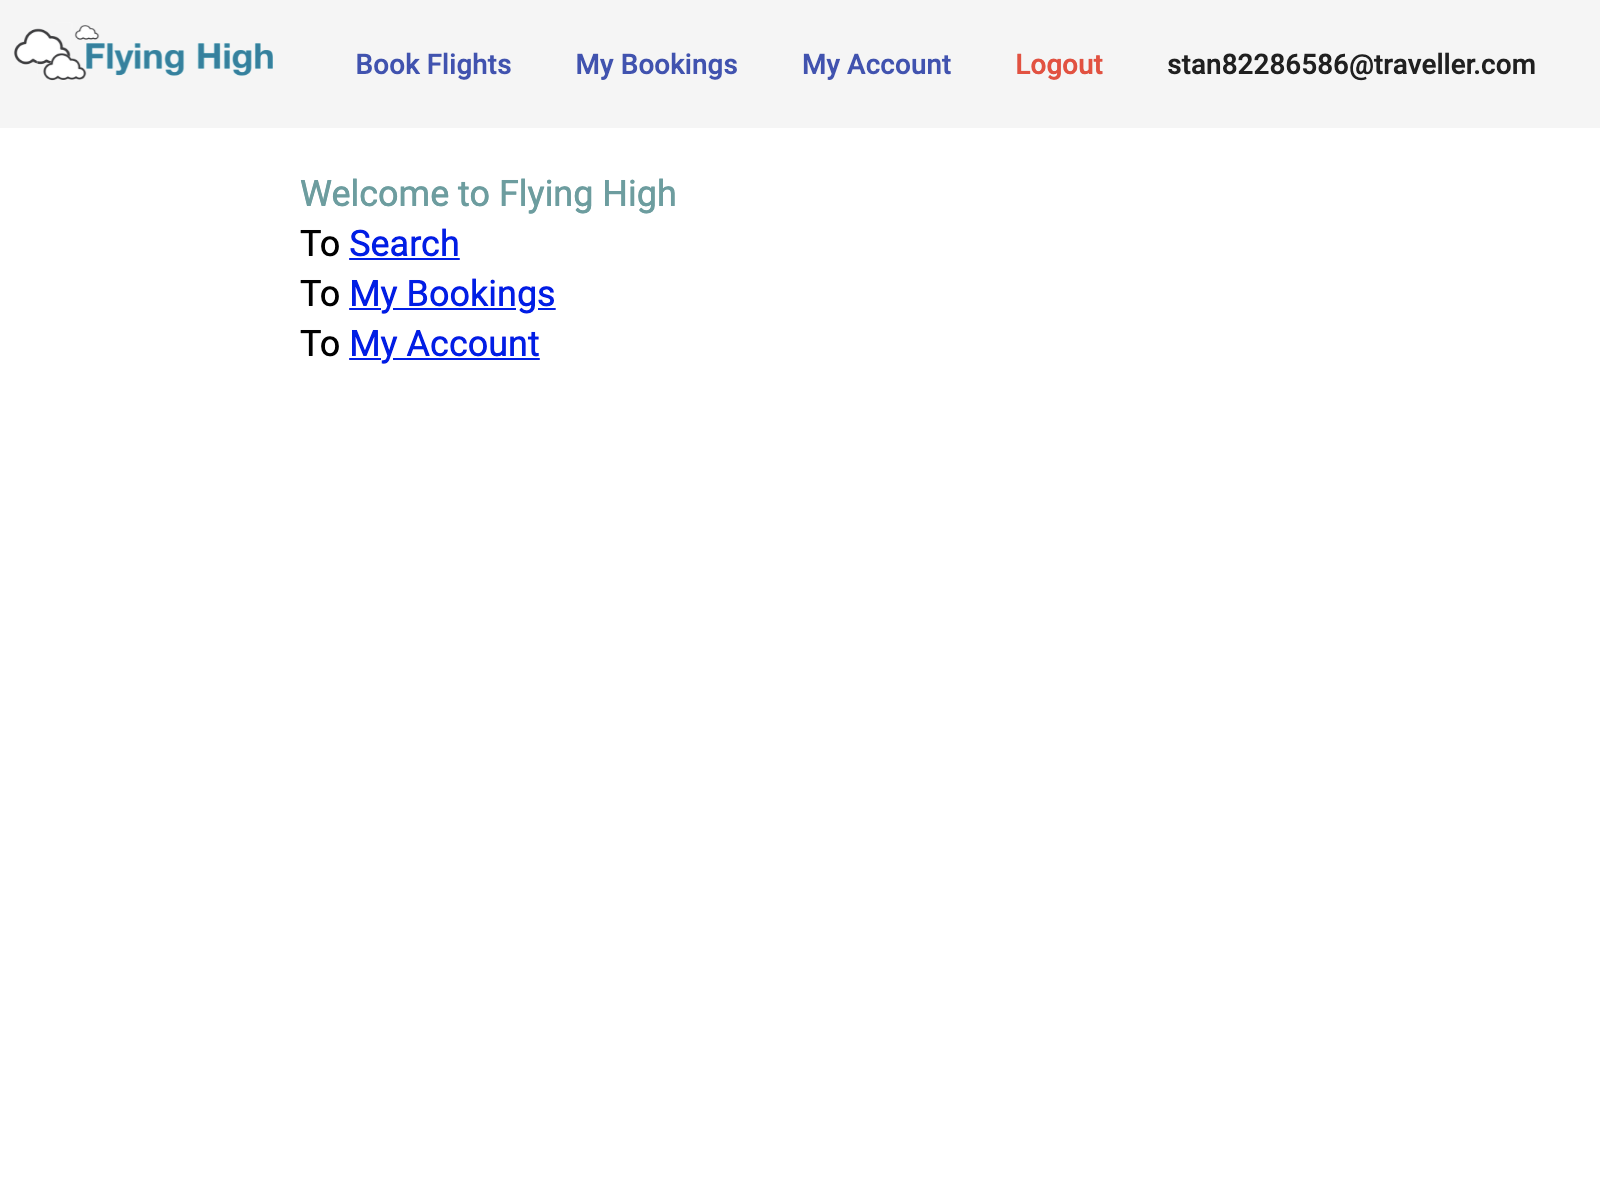 Flying High
Book Flights My Bookings My Account Logout stan82286586@traveller.com
Welcome to Flying High
To Search
To My Bookings
To My Account